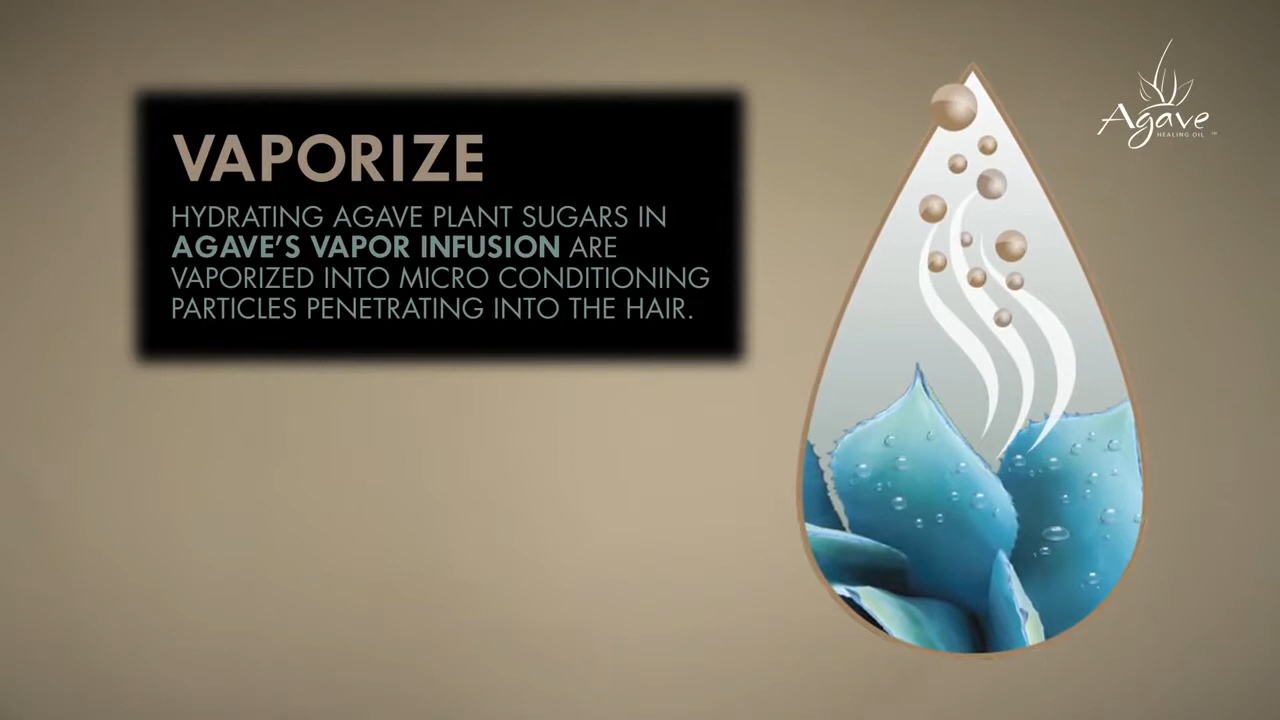 VAPORIZE
HYDRATING AGAVE PLANT SUGARS IN
AGAVE'S VAPOR INFUSION ARE
VAPORIZED INTO MICRO CONDITIONING
PARTICLES PENETRATING INTO THE HAIR.
Agave
HEALING OIL ™